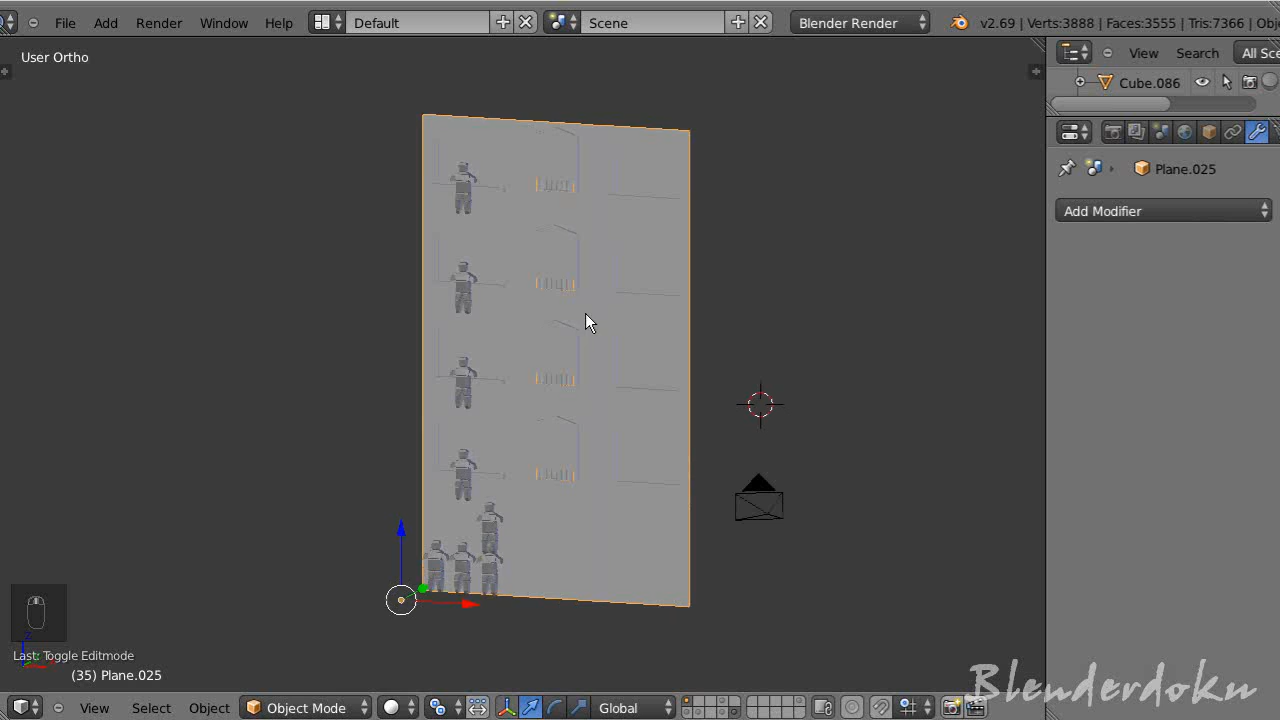 File Add Render Window Help Default Scene Blender Render v2.69 | Verts:3888 | Faces:3555 | Tris:7366 | Ob
User Ortho
View Search All Sce
Cube.086
Plane.025
Add Modifier
Last: Toggle Editmode
(35) Plane.025
View Select Object Object Mode Global
Blenderdoku